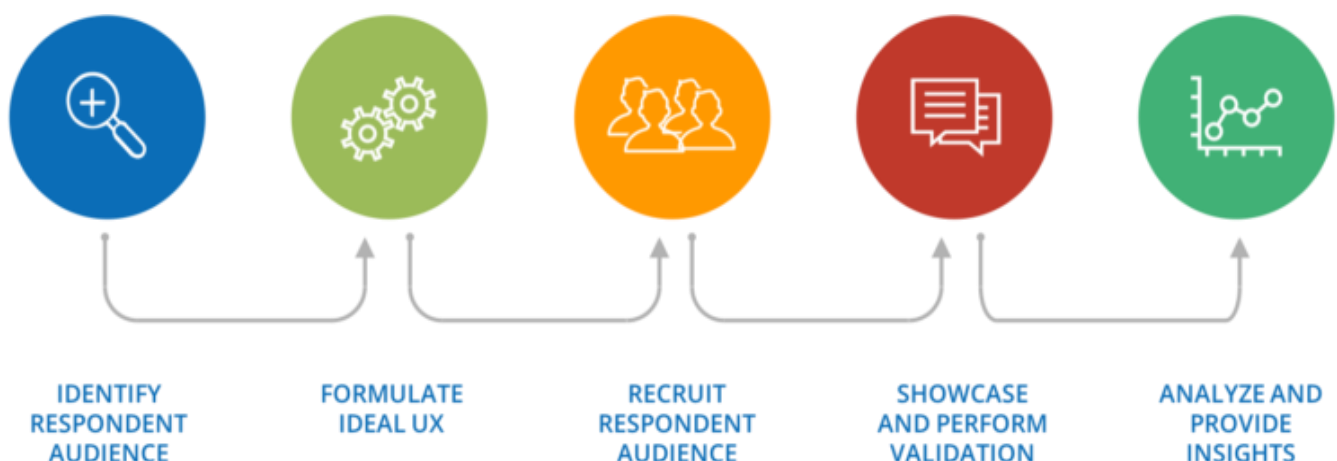 IDENTIFY
RESPONDENT
AUDIENCE
FORMULATE
IDEAL UX
RECRUIT
RESPONDENT
AUDIENCE
SHOWCASE
AND PERFORM
VALIDATION
ANALYZE AND
PROVIDE
INSIGHTS